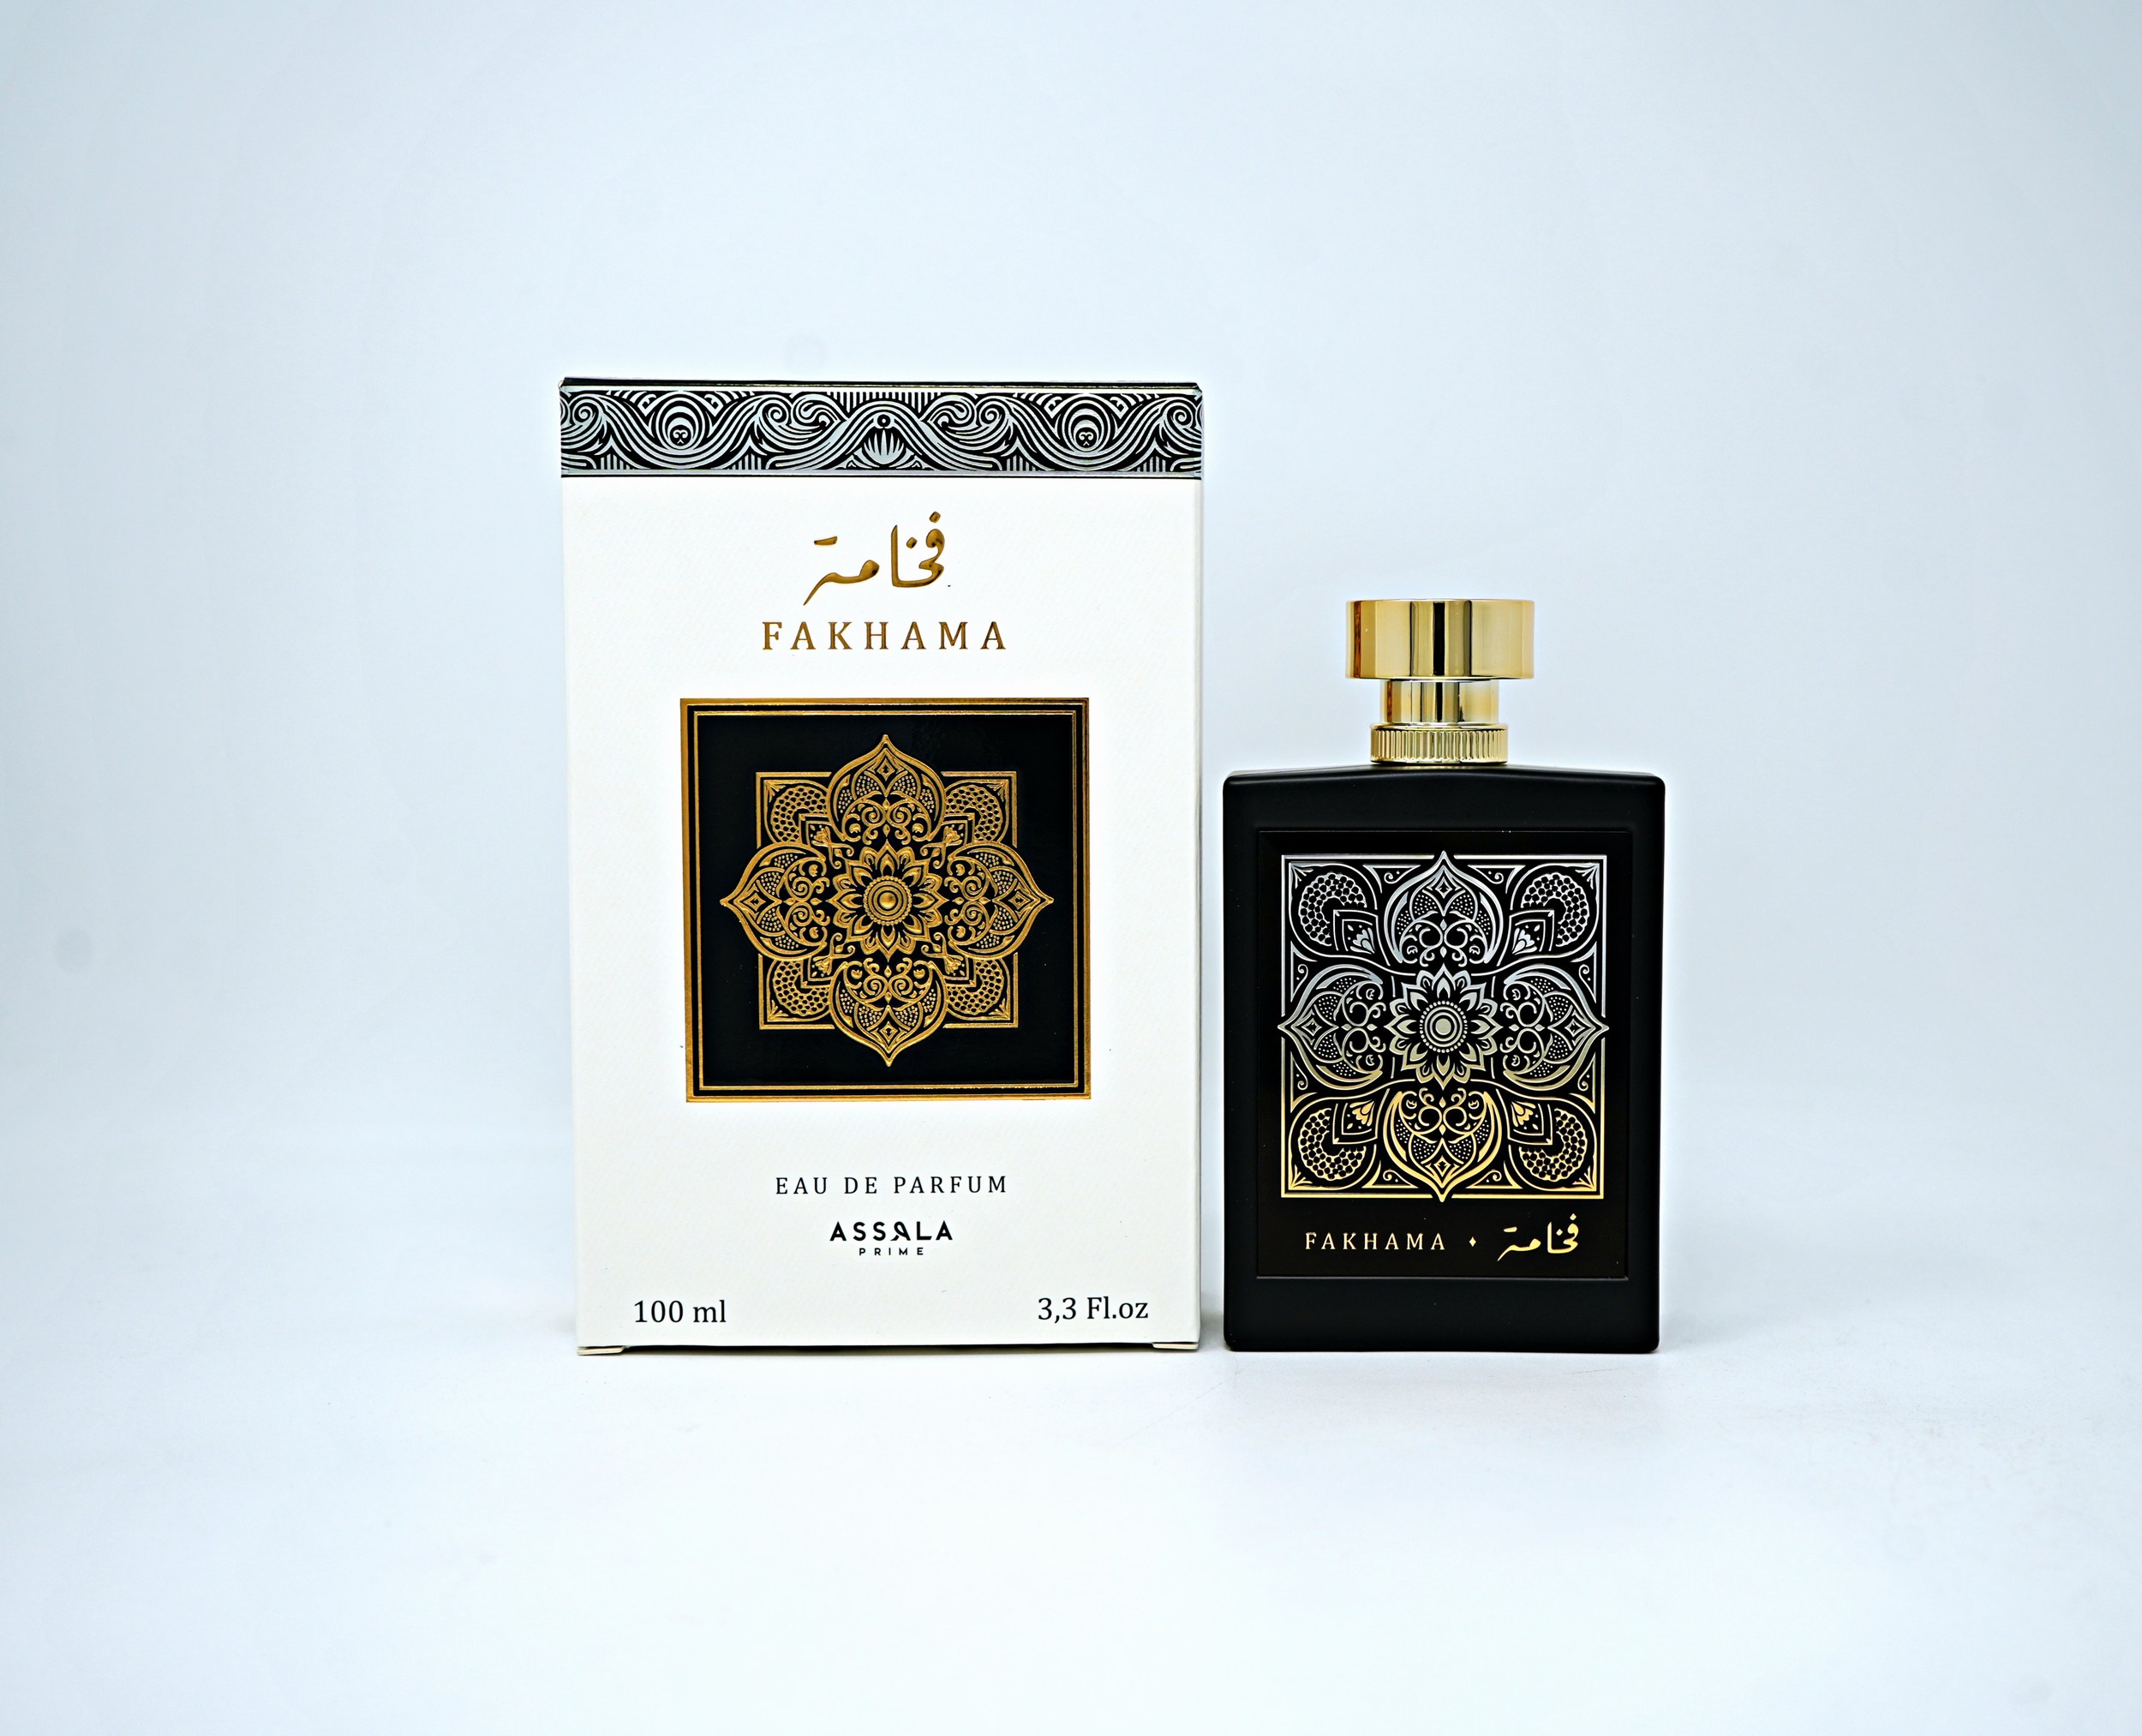 فخامة
FAKHAMA
EAU DE PARFUM
ASSALA
PRIME
100 ml 3,3 Fl.oz
FAKHAMA ♦ فخامة